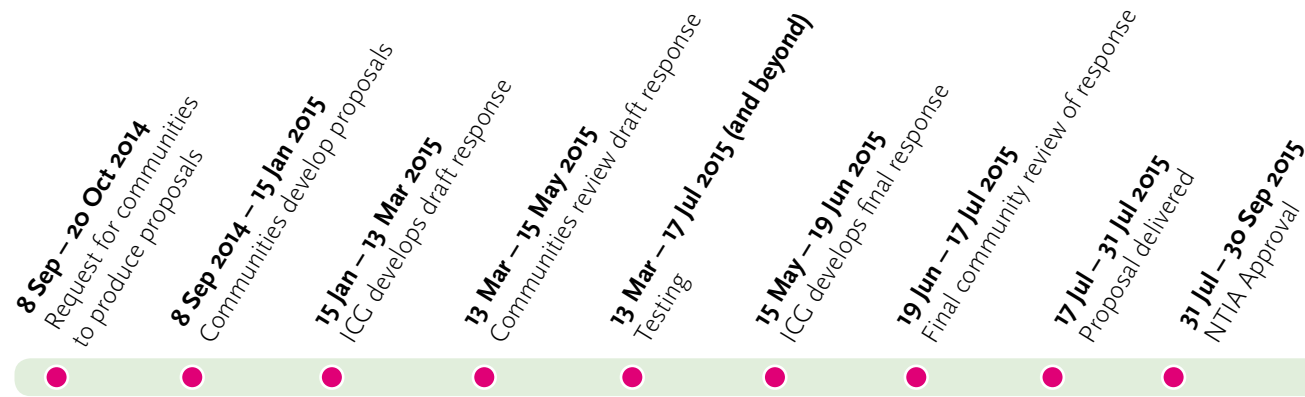 8 Sep – 20 Oct 2014
Request for communities
to produce proposals
8 Sep 2014 – 15 Jan 2015
Communities develop proposals
15 Jan – 13 Mar 2015
ICG develops draft response
13 Mar – 15 May 2015
Communities review draft response
13 Mar – 17 Jul 2015 (and beyond)
Testing
15 May – 19 Jun 2015
ICG develops final response
19 Jun – 17 Jul 2015
Final community review of response
17 Jul – 31 Jul 2015
Proposal delivered
31 Jul – 30 Sep 2015
NTIA Approval